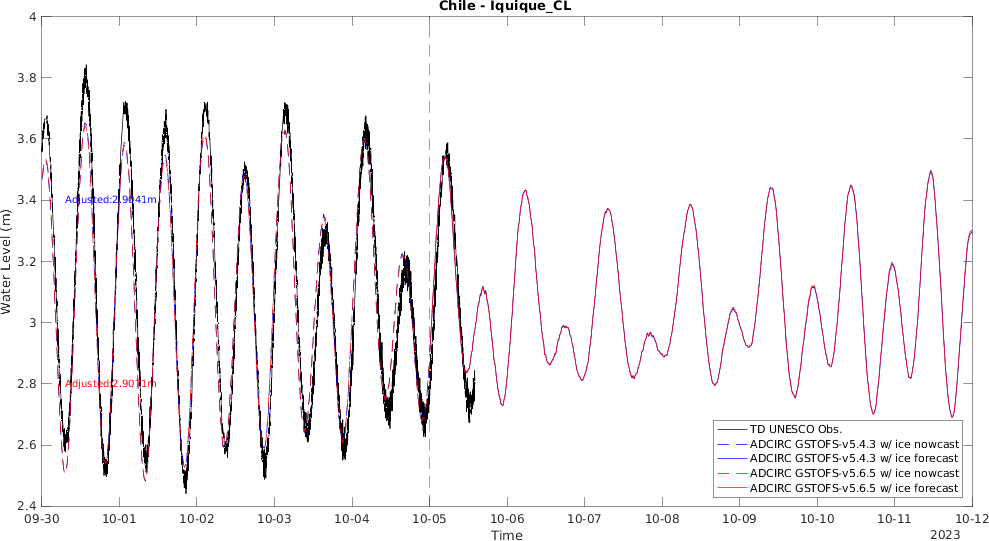 Chile - Iquique_CL
Water Level (m)
4
3.8
3.6
3.4
3.2
3
2.8
2.6
2.4
Adjusted:2.9041m
Adjusted:2.9071m
TD UNESCO Obs.
ADCIRC GSTOFS-v5.4.3 w/ ice nowcast
ADCIRC GSTOFS-v5.4.3 w/ ice forecast
ADCIRC GSTOFS-v5.6.5 w/ ice nowcast
ADCIRC GSTOFS-v5.6.5 w/ ice forecast
09-30 10-01 10-02 10-03 10-04 10-05 10-06 10-07 10-08 10-09 10-10 10-11 10-12
Time
2023